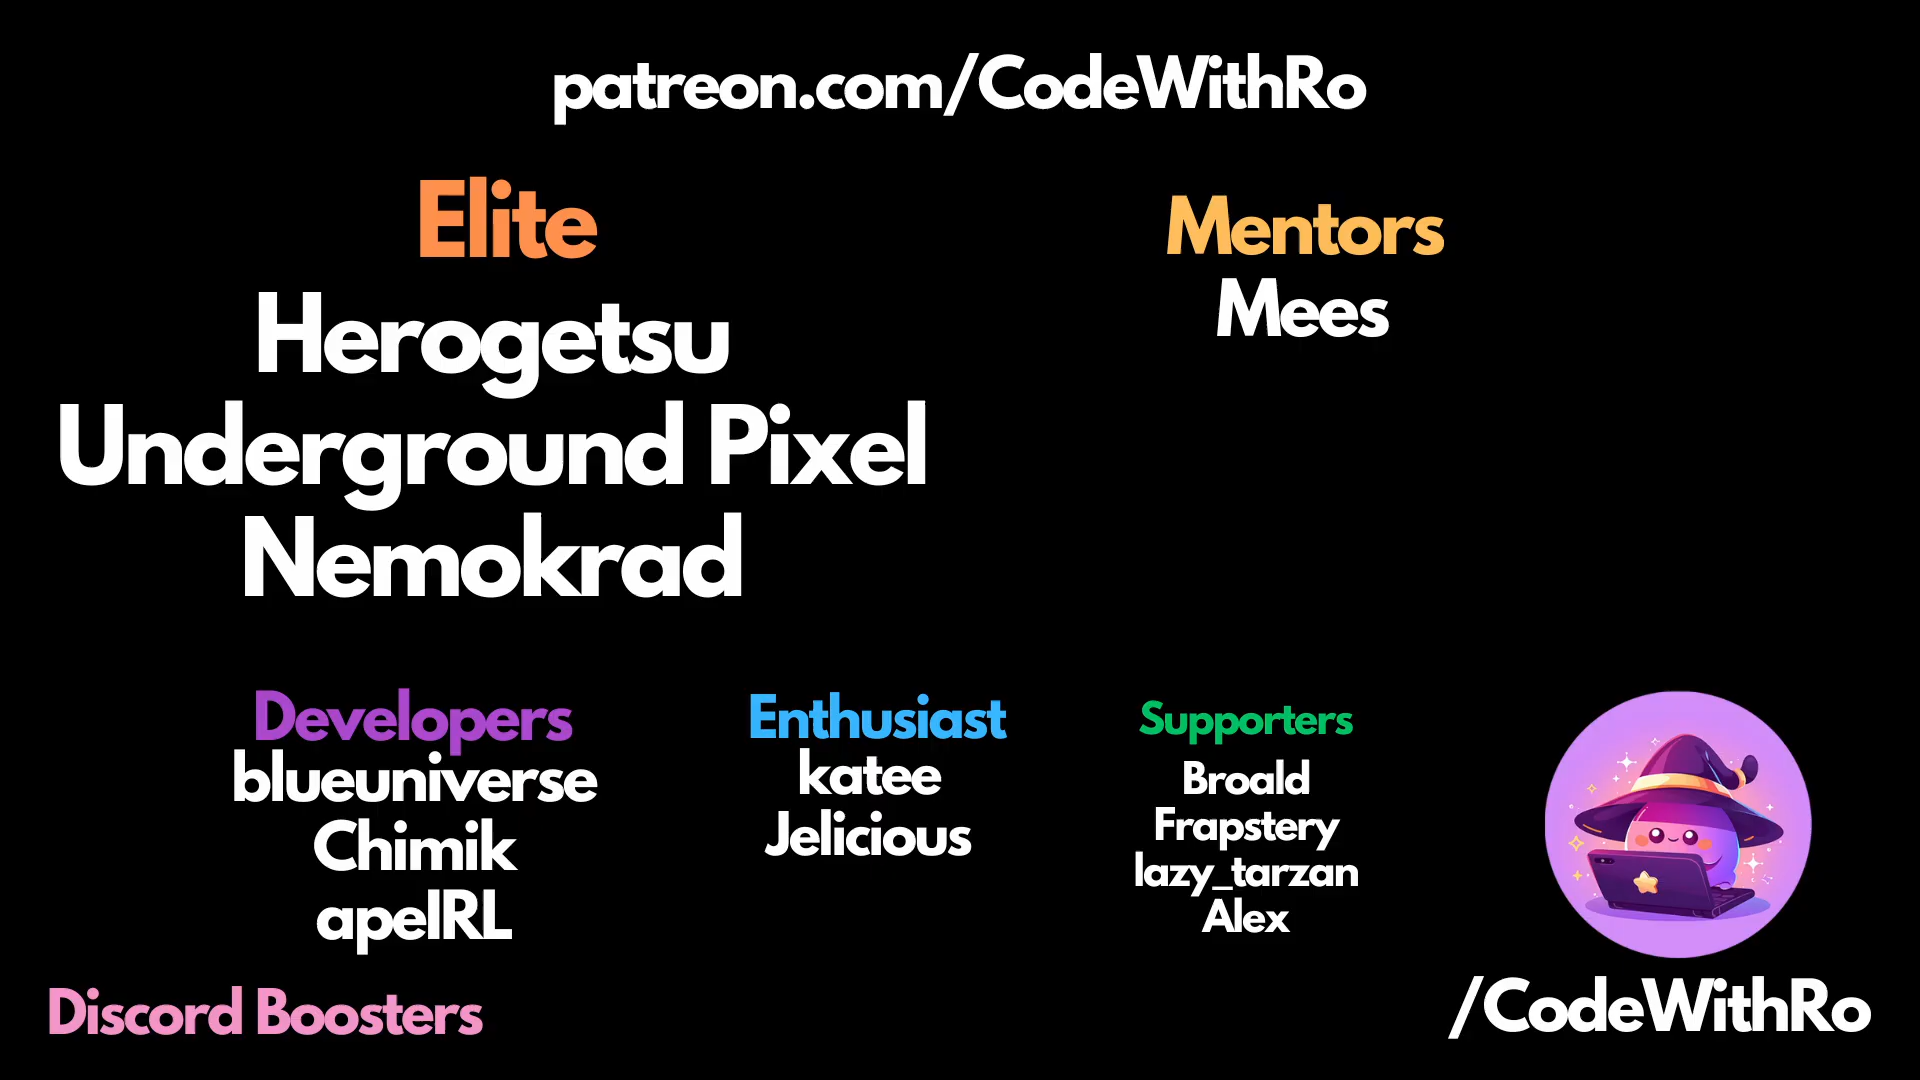 patreon.com/CodeWithRo
Elite
Herogetsu
Underground Pixel
Nemokrad
Mentors
Mees
Developers
blueuniverse
Chimik
apeIRL
Enthusiast
katee
Jelicious
Supporters
Broald
Frapstery
lazy_tarzan
Alex
Discord Boosters
/CodeWithRo